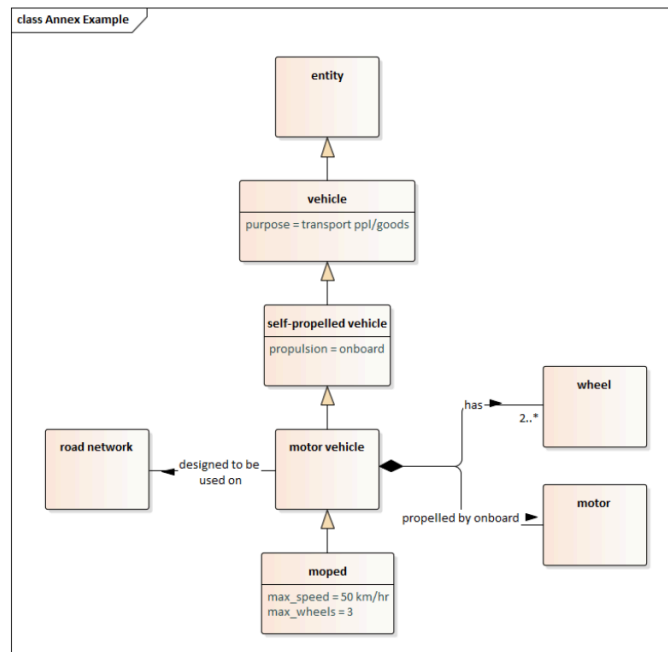 class Annex Example
entity
vehicle
purpose = transport ppl/goods
self-propelled vehicle
propulsion = onboard
wheel
has
2..*
road network
designed to be
used on
motor vehicle
motor
propelled by onboard
moped
max_speed = 50 km/hr
max_wheels = 3